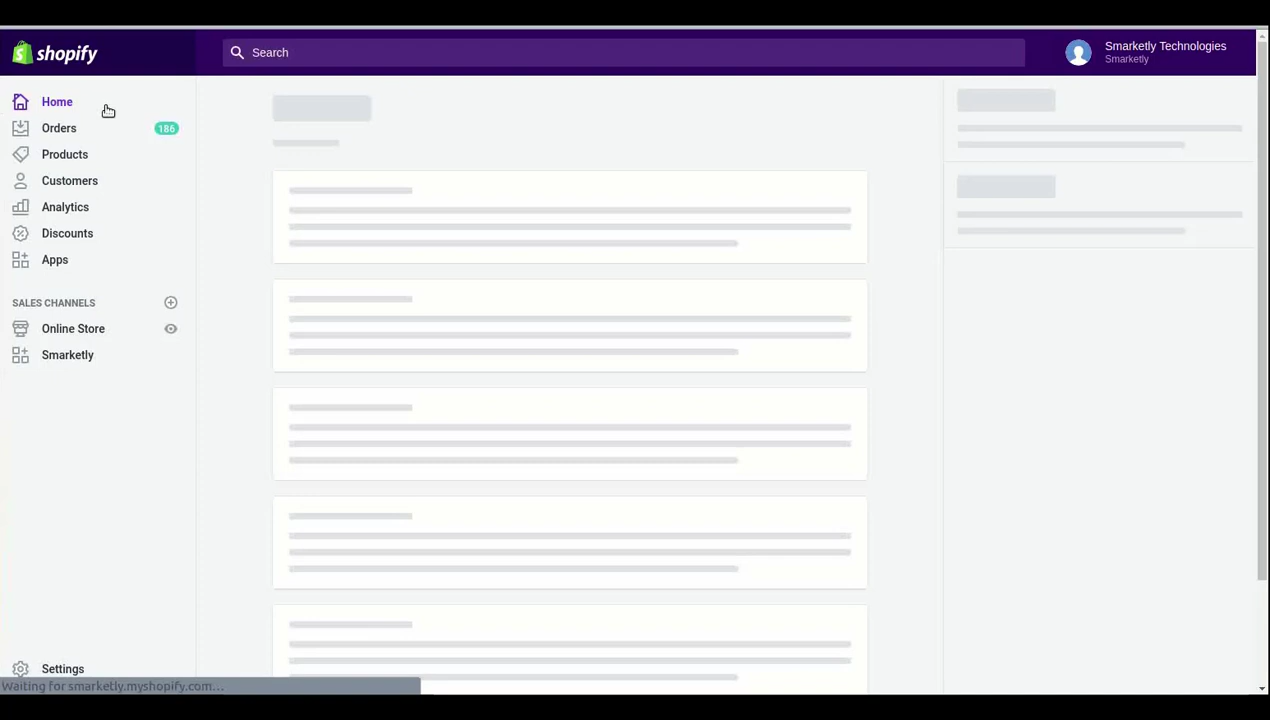 shopify
Search
Smarketly Technologies
Smarketly
Home
Orders 186
Products
Customers
Analytics
Discounts
Apps
SALES CHANNELS
Online Store
Smarketly
Settings
Waiting for smarketly.myshopify.com...